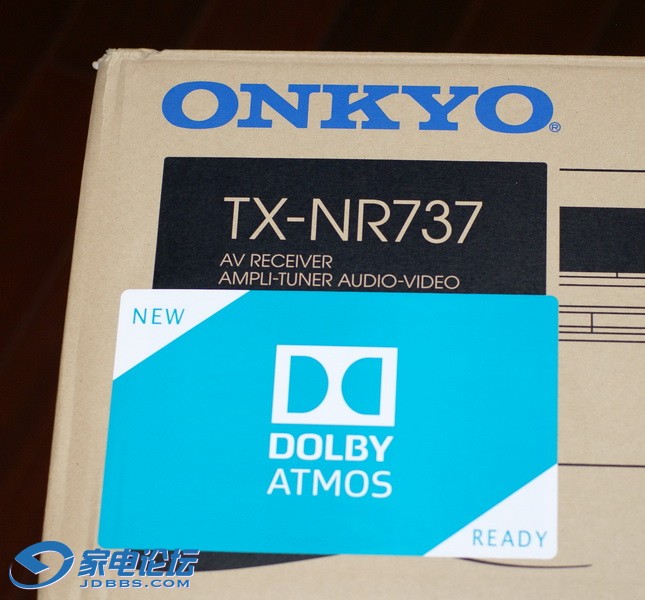 ONKYO®
TX-NR737
AV RECEIVER
AMPLI-TUNER AUDIO-VIDEO
NEW
DOLBY
ATMOS
READY
家电论坛
JDBBS.COM